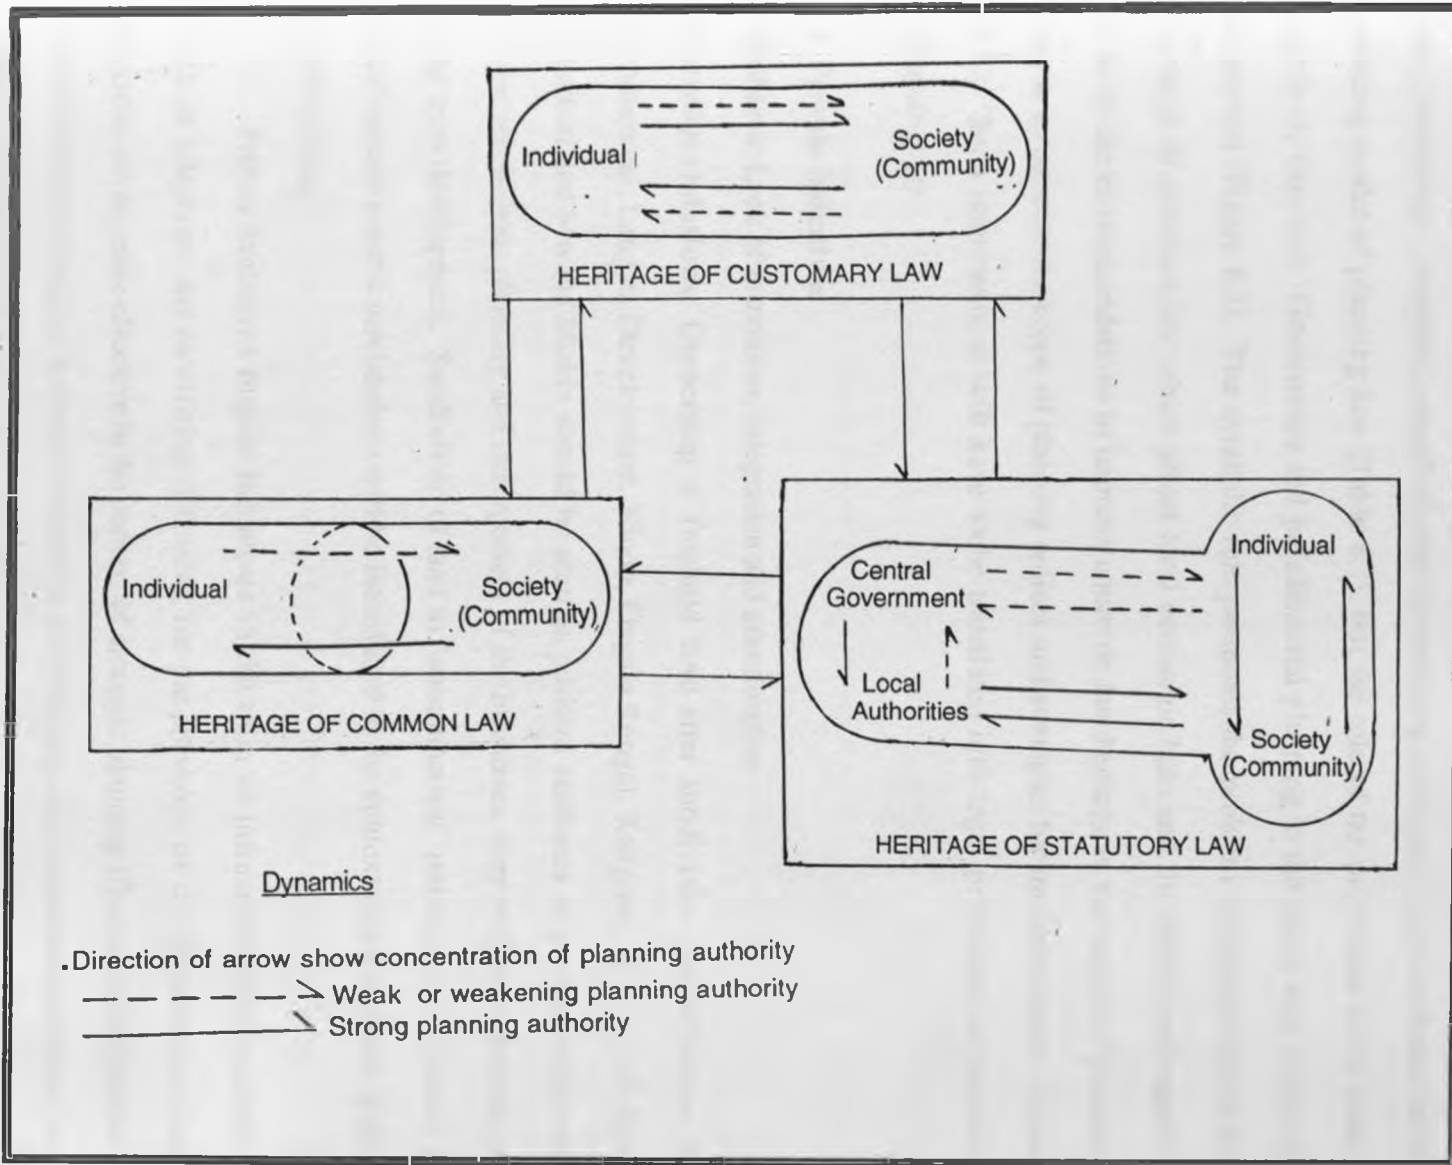 Individual
Society
(Community)
HERITAGE OF CUSTOMARY LAW
Individual
Society
(Community)
HERITAGE OF COMMON LAW
Central
Government
Local
Authorities
Individual
Society
(Community)
HERITAGE OF STATUTORY LAW
Dynamics
.Direction of arrow show concentration of planning authority
Weak or weakening planning authority
Strong planning authority